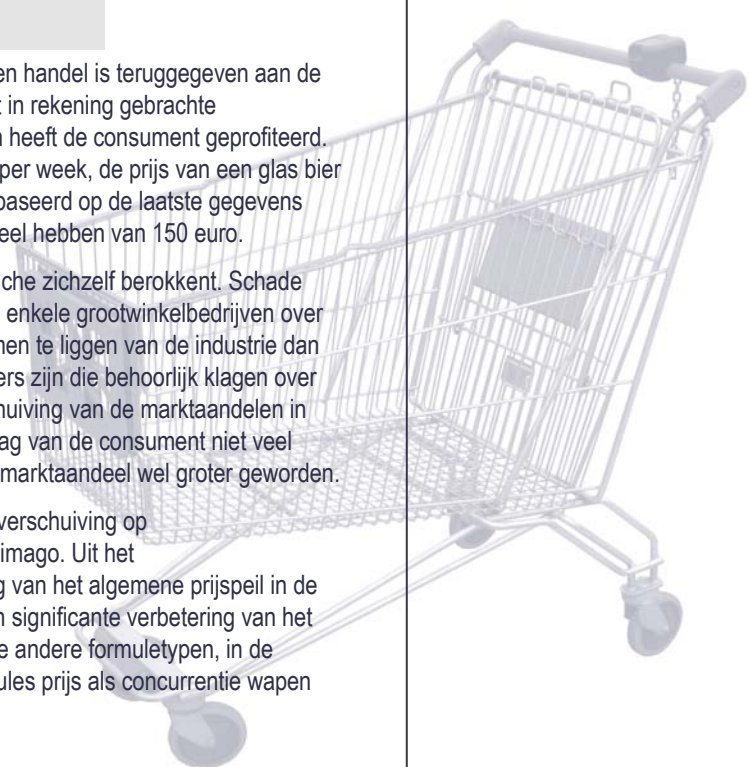 en handel is teruggegeven aan de
t in rekening gebrachte
n heeft de consument geprofiteerd.
per week, de prijs van een glas bier
baseerd op de laatste gegevens
eel hebben van 150 euro.
che zichzelf berokkent. Schade
enkele grootwinkelbedrijven over
en te liggen van de industrie dan
ers zijn die behoorlijk klagen over
huiving van de marktaandelen in
ag van de consument niet veel
marktaandeel wel groter geworden.
verschuiving op
imago. Uit het
g van het algemene prijspeil in de
n significante verbetering van het
e andere formuletypen, in de
ules prijs als concurrentie wapen